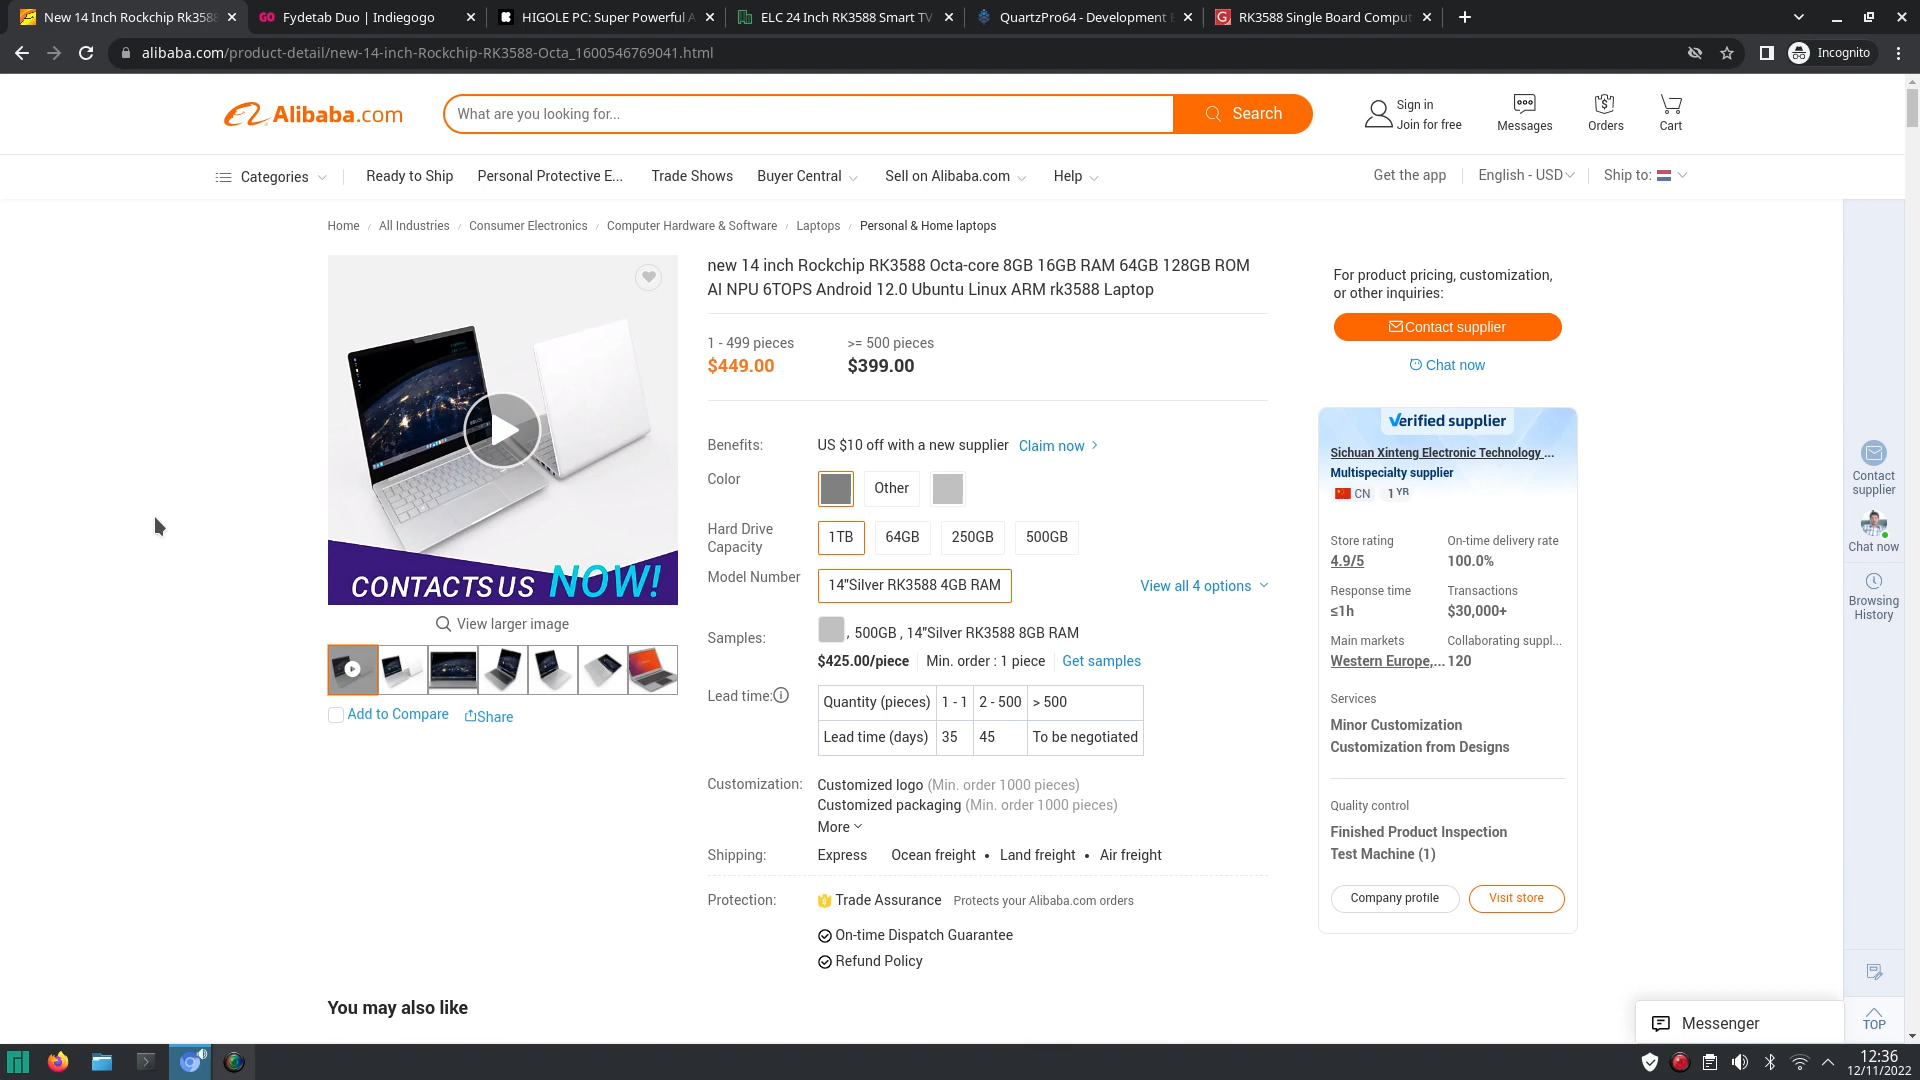 New 14 Inch Rockchip Rk3588
Fydetab Duo | Indiegogo
HIGOLE PC: Super Powerful A
ELC 24 Inch RK3588 Smart TV
QuartzPro64 - Development B
RK3588 Single Board Comput
alibaba.com/product-detail/new-14-inch-Rockchip-RK3588-Octa_1600546769041.html
Incognito
Alibaba.com
What are you looking for...
Search
Sign in
Join for free
Messages
Orders
Cart
Categories
Ready to Ship
Personal Protective E...
Trade Shows
Buyer Central
Sell on Alibaba.com
Help
Get the app
English - USD
Ship to:
Home / All Industries / Consumer Electronics / Computer Hardware & Software / Laptops / Personal & Home laptops
CONTACTS US NOW!
View larger image
Add to Compare
Share
new 14 inch Rockchip RK3588 Octa-core 8GB 16GB RAM 64GB 128GB ROM
AI NPU 6TOPS Android 12.0 Ubuntu Linux ARM rk3588 Laptop
1 - 499 pieces
>= 500 pieces
$449.00
$399.00
Benefits:
US $10 off with a new supplier
Claim now
Color
Other
Hard Drive
Capacity
1TB
64GB
250GB
500GB
Model Number
14"Silver RK3588 4GB RAM
View all 4 options
Samples:
, 500GB , 14"Silver RK3588 8GB RAM
$425.00/piece
Min. order : 1 piece
Get samples
Lead time:
Quantity (pieces) 1 - 1 2 - 500 > 500
Lead time (days) 35 45 To be negotiated
Customization:
Customized logo (Min. order 1000 pieces)
Customized packaging (Min. order 1000 pieces)
More
Shipping:
Express Ocean freight • Land freight • Air freight
Protection:
Trade Assurance Protects your Alibaba.com orders
On-time Dispatch Guarantee
Refund Policy
You may also like
For product pricing, customization,
or other inquiries:
Contact supplier
Chat now
Verified supplier
Sichuan Xinteng Electronic Technology ...
Multispecialty supplier
CN 1 YR
Store rating
On-time delivery rate
4.9/5
100.0%
Response time
Transactions
≤1h
$30,000+
Main markets
Collaborating suppl...
Western Europe,...
120
Services
Minor Customization
Customization from Designs
Quality control
Finished Product Inspection
Test Machine (1)
Company profile
Visit store
Contact
supplier
Chat now
Browsing
History
TOP
Messenger
12:36
12/11/2022